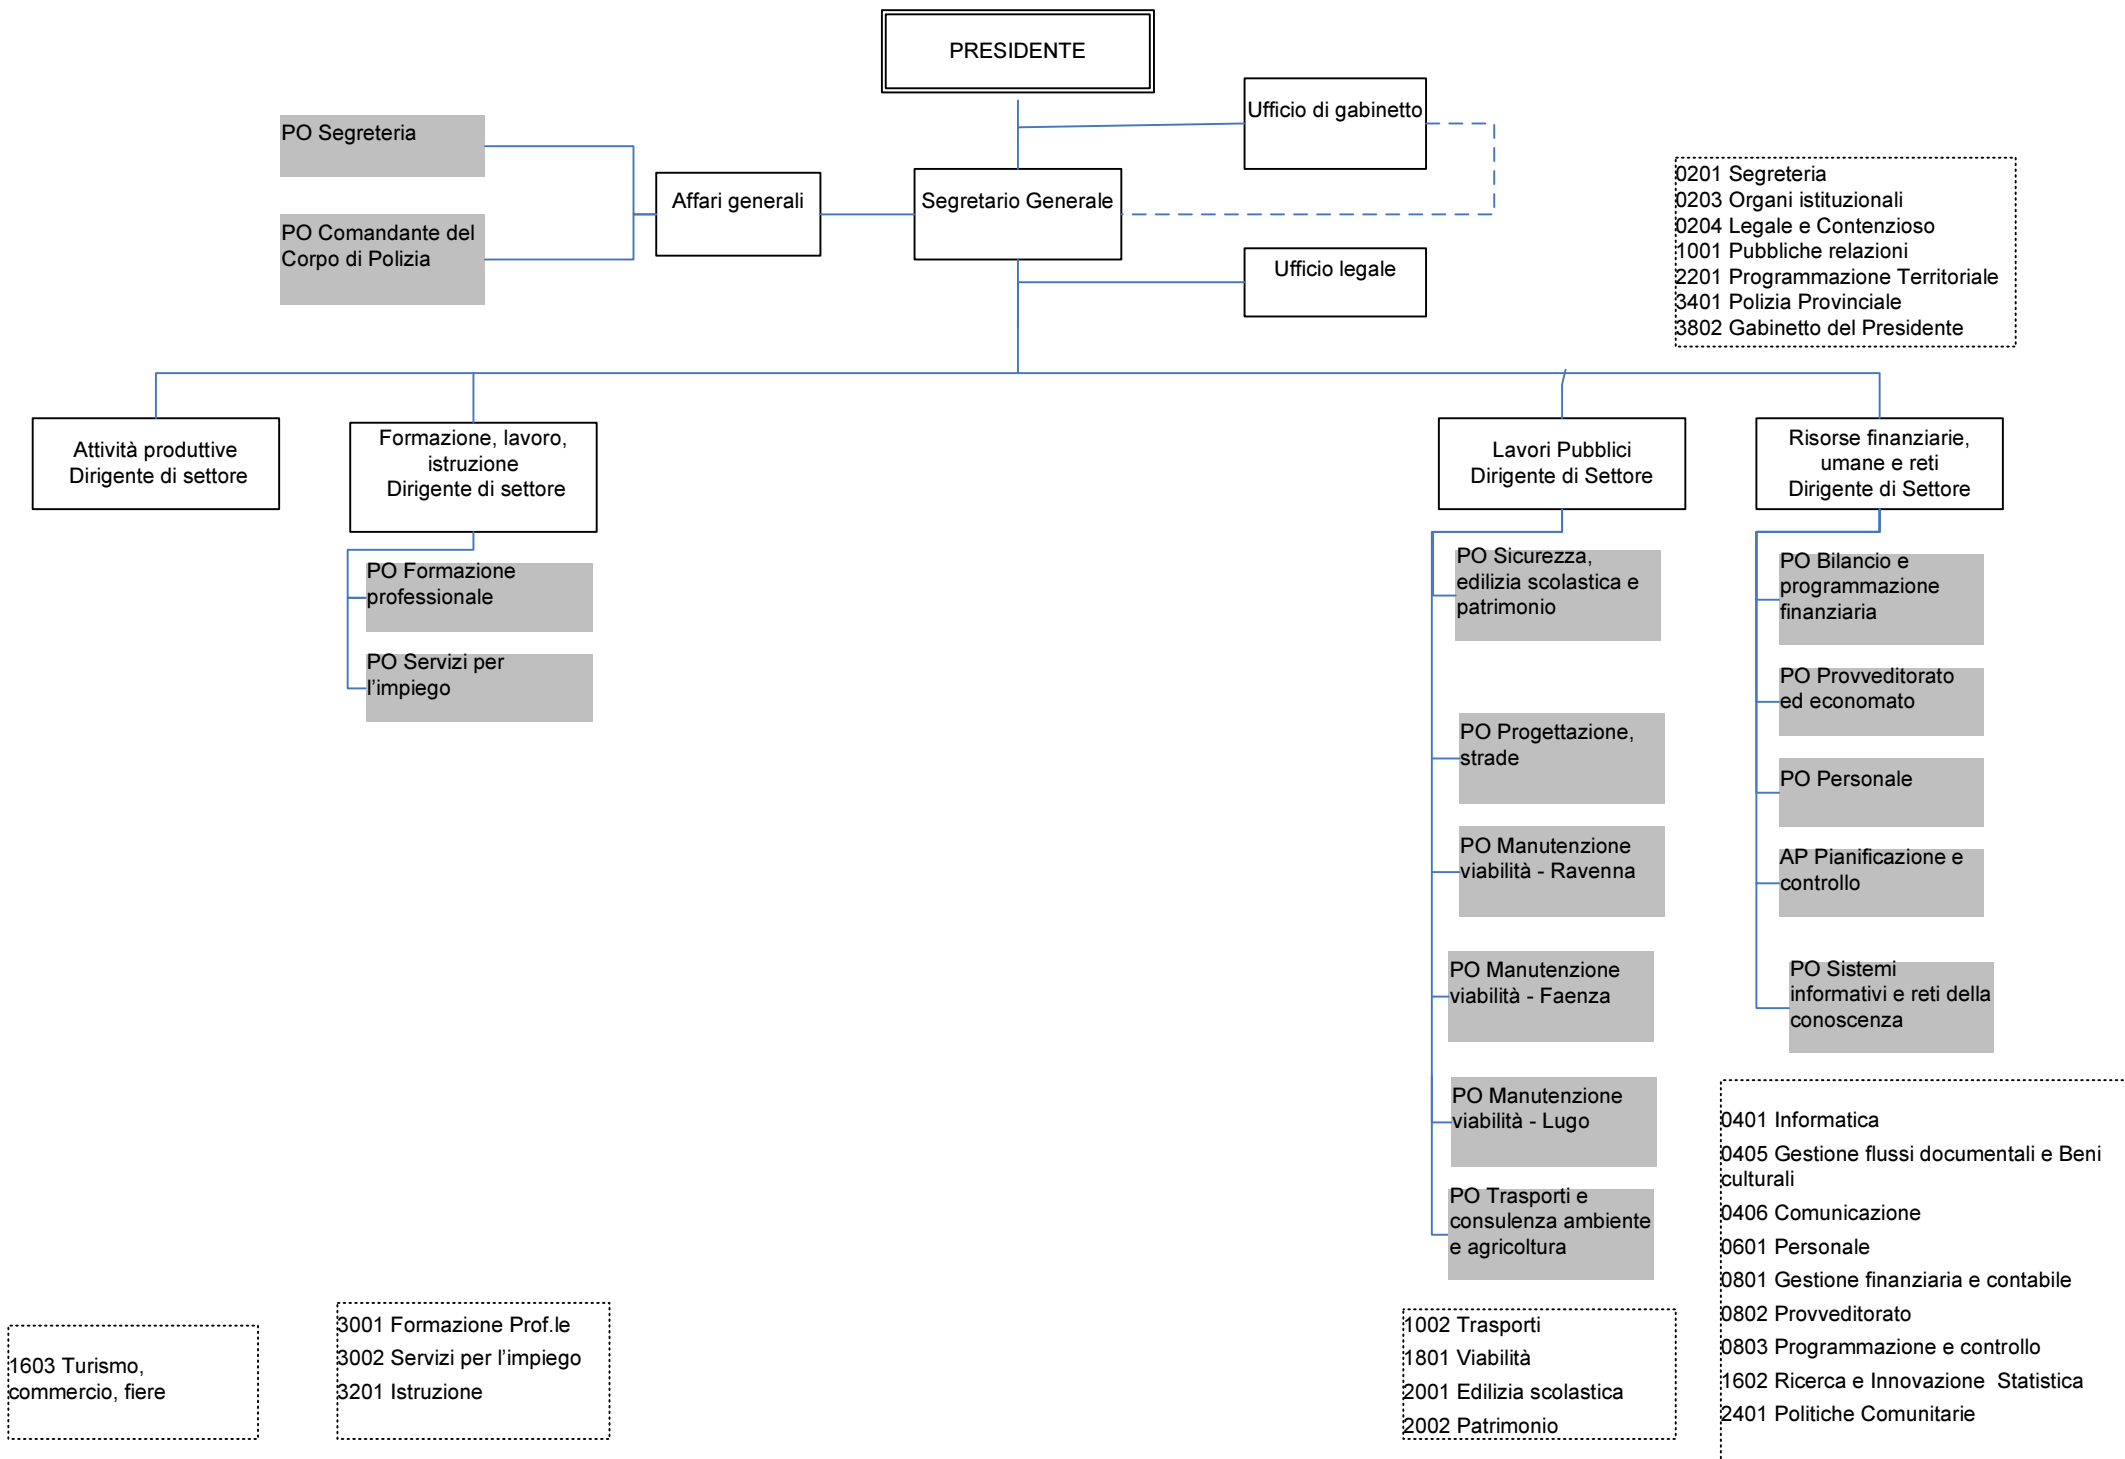 PRESIDENTE
Ufficio di gabinetto
PO Segreteria
Affari generali
Segretario Generale
PO Comandante del
Corpo di Polizia
Ufficio legale
0201 Segreteria
0203 Organi istituzionali
0204 Legale e Contenzioso
1001 Pubbliche relazioni
2201 Programmazione Territoriale
3401 Polizia Provinciale
3802 Gabinetto del Presidente
Attività produttive
Dirigente di settore
Formazione, lavoro,
istruzione
Dirigente di settore
Lavori Pubblici
Dirigente di Settore
Risorse finanziarie,
umane e reti
Dirigente di Settore
PO Formazione
professionale
PO Servizi per
l’impiego
PO Sicurezza,
edilizia scolastica e
patrimonio
PO Progettazione,
strade
PO Manutenzione
viabilità - Ravenna
PO Manutenzione
viabilità - Faenza
PO Manutenzione
viabilità - Lugo
PO Trasporti e
consulenza ambiente
e agricoltura
PO Bilancio e
programmazione
finanziaria
PO Provveditorato
ed economato
PO Personale
AP Pianificazione e
controllo
PO Sistemi
informativi e reti della
conoscenza
1603 Turismo,
commercio, fiere
3001 Formazione Prof.le
3002 Servizi per l’impiego
3201 Istruzione
1002 Trasporti
1801 Viabilità
2001 Edilizia scolastica
2002 Patrimonio
0401 Informatica
0405 Gestione flussi documentali e Beni
culturali
0406 Comunicazione
0601 Personale
0801 Gestione finanziaria e contabile
0802 Provveditorato
0803 Programmazione e controllo
1602 Ricerca e Innovazione  Statistica
2401 Politiche Comunitarie